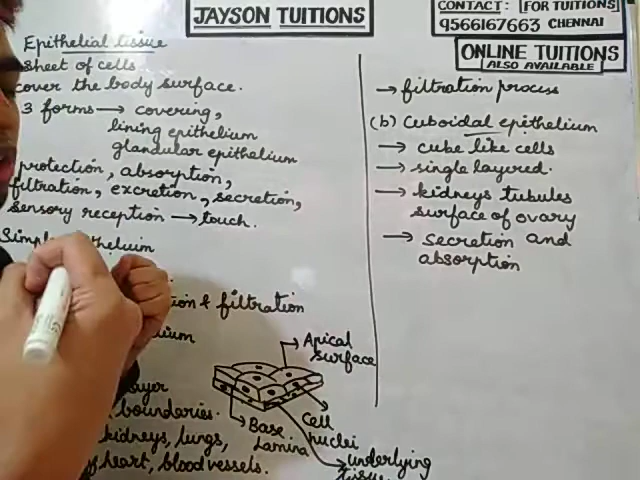 JAYSON TUITIONS
CONTACT: FOR TUITIONS
9566167663 CHENNAI
ONLINE TUITIONS
ALSO AVAILABLE
Epithelial tissue
sheet of cells
cover the body surface.
3 forms → covering,
lining epithelium
glandular epithelium
protection, absorption,
filtration, excretion, secretion,
sensory reception → touch.
Simple
& filtration
boundaries.
kidneys, lungs,
heart, blood vessels.
Apical
surface
Cell
nuclei
Base
Lamina
underlying
→ filtration process
(b) Cuboidal epithelium
→ cube like cells
→ single layered.
→ kidneys tubules
surface of ovary
→ secretion and
absorption